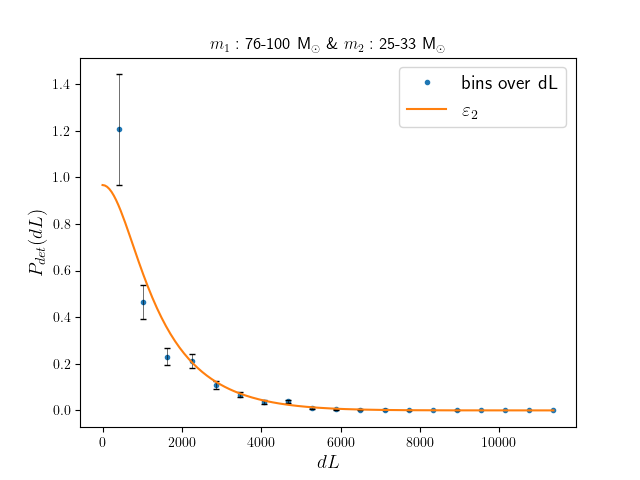 m₁ : 76-100 M⊙ & m₂ : 25-33 M⊙
bins over dL
ε₂
P_det(dL)
1.4
1.2
1.0
0.8
0.6
0.4
0.2
0.0
0 2000 4000 6000 8000 10000
dL